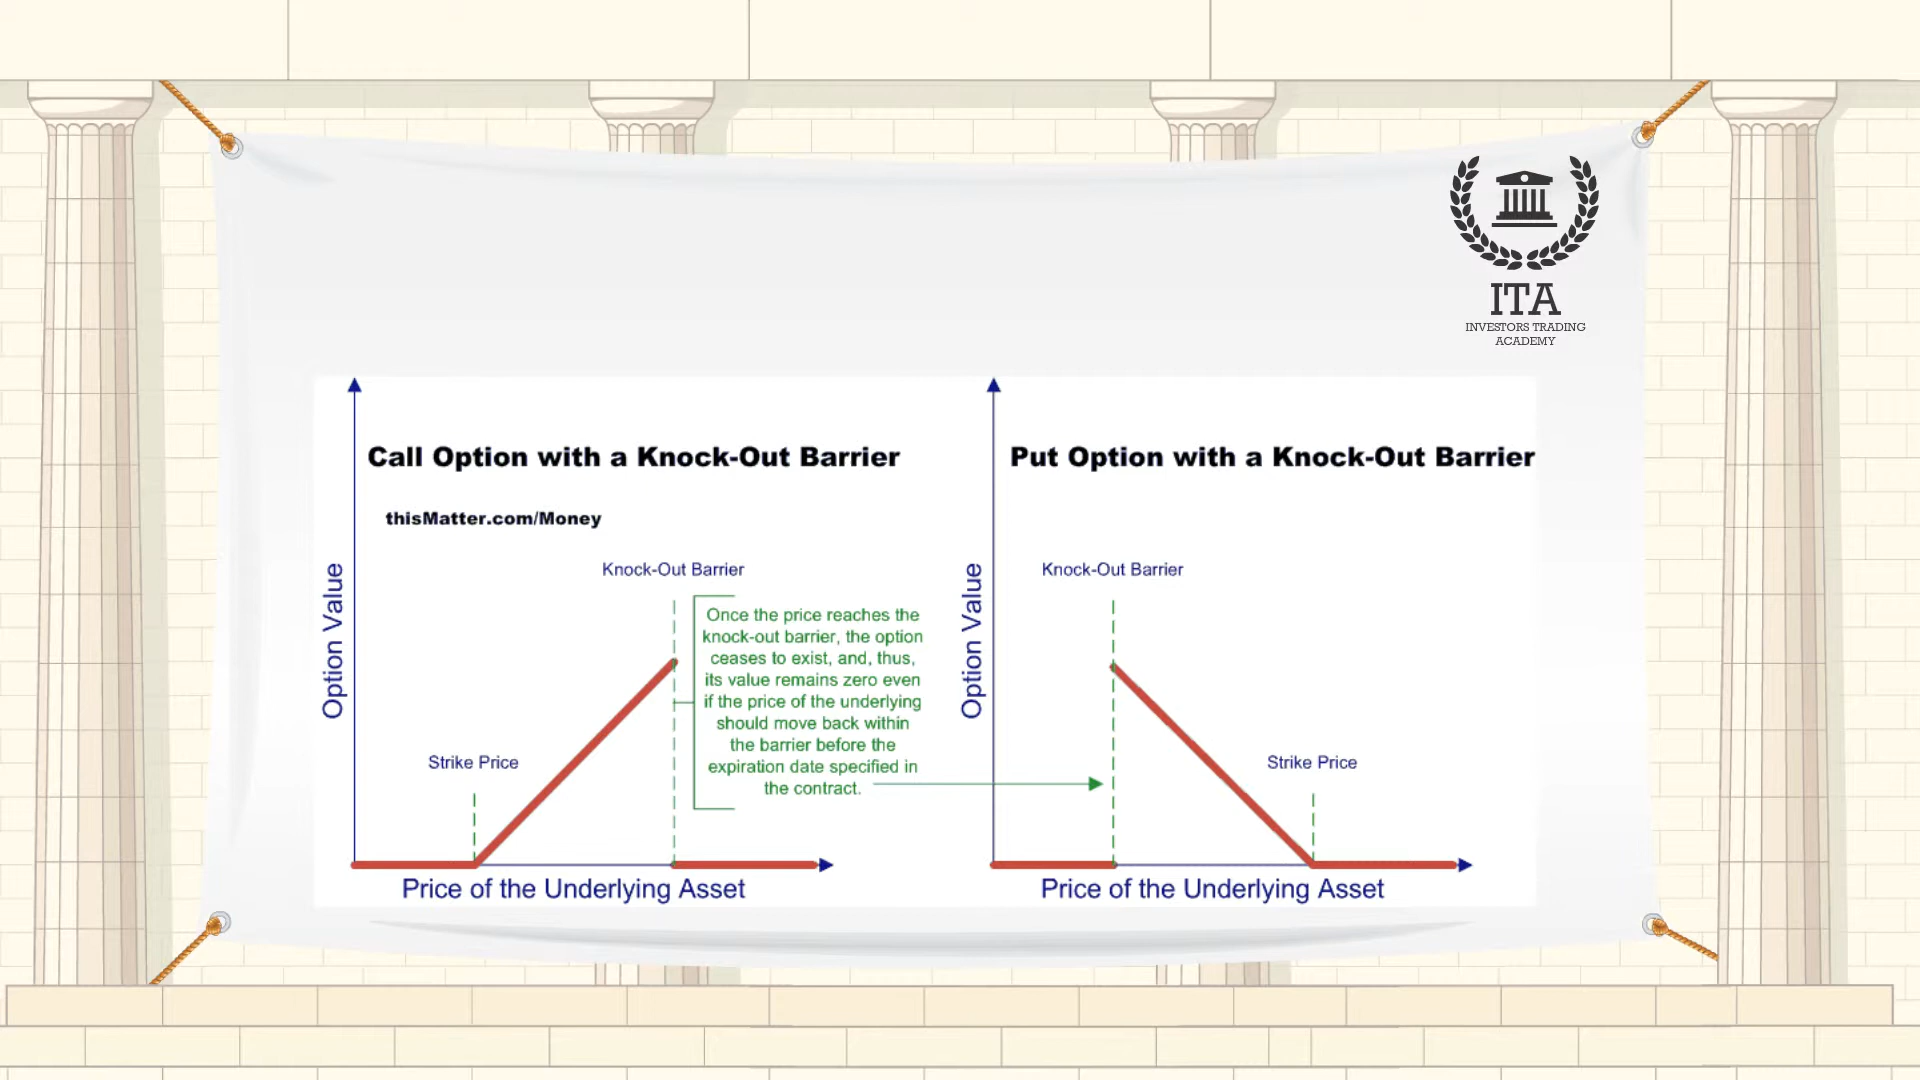 ITA
INVESTORS TRADING
ACADEMY
Call Option with a Knock-Out Barrier
thisMatter.com/Money
Option Value
Knock-Out Barrier
Once the price reaches the
knock-out barrier, the option
ceases to exist, and, thus,
its value remains zero even
if the price of the underlying
should move back within
the barrier before the
expiration date specified in
the contract.
Strike Price
Price of the Underlying Asset
Put Option with a Knock-Out Barrier
Option Value
Knock-Out Barrier
Strike Price
Price of the Underlying Asset